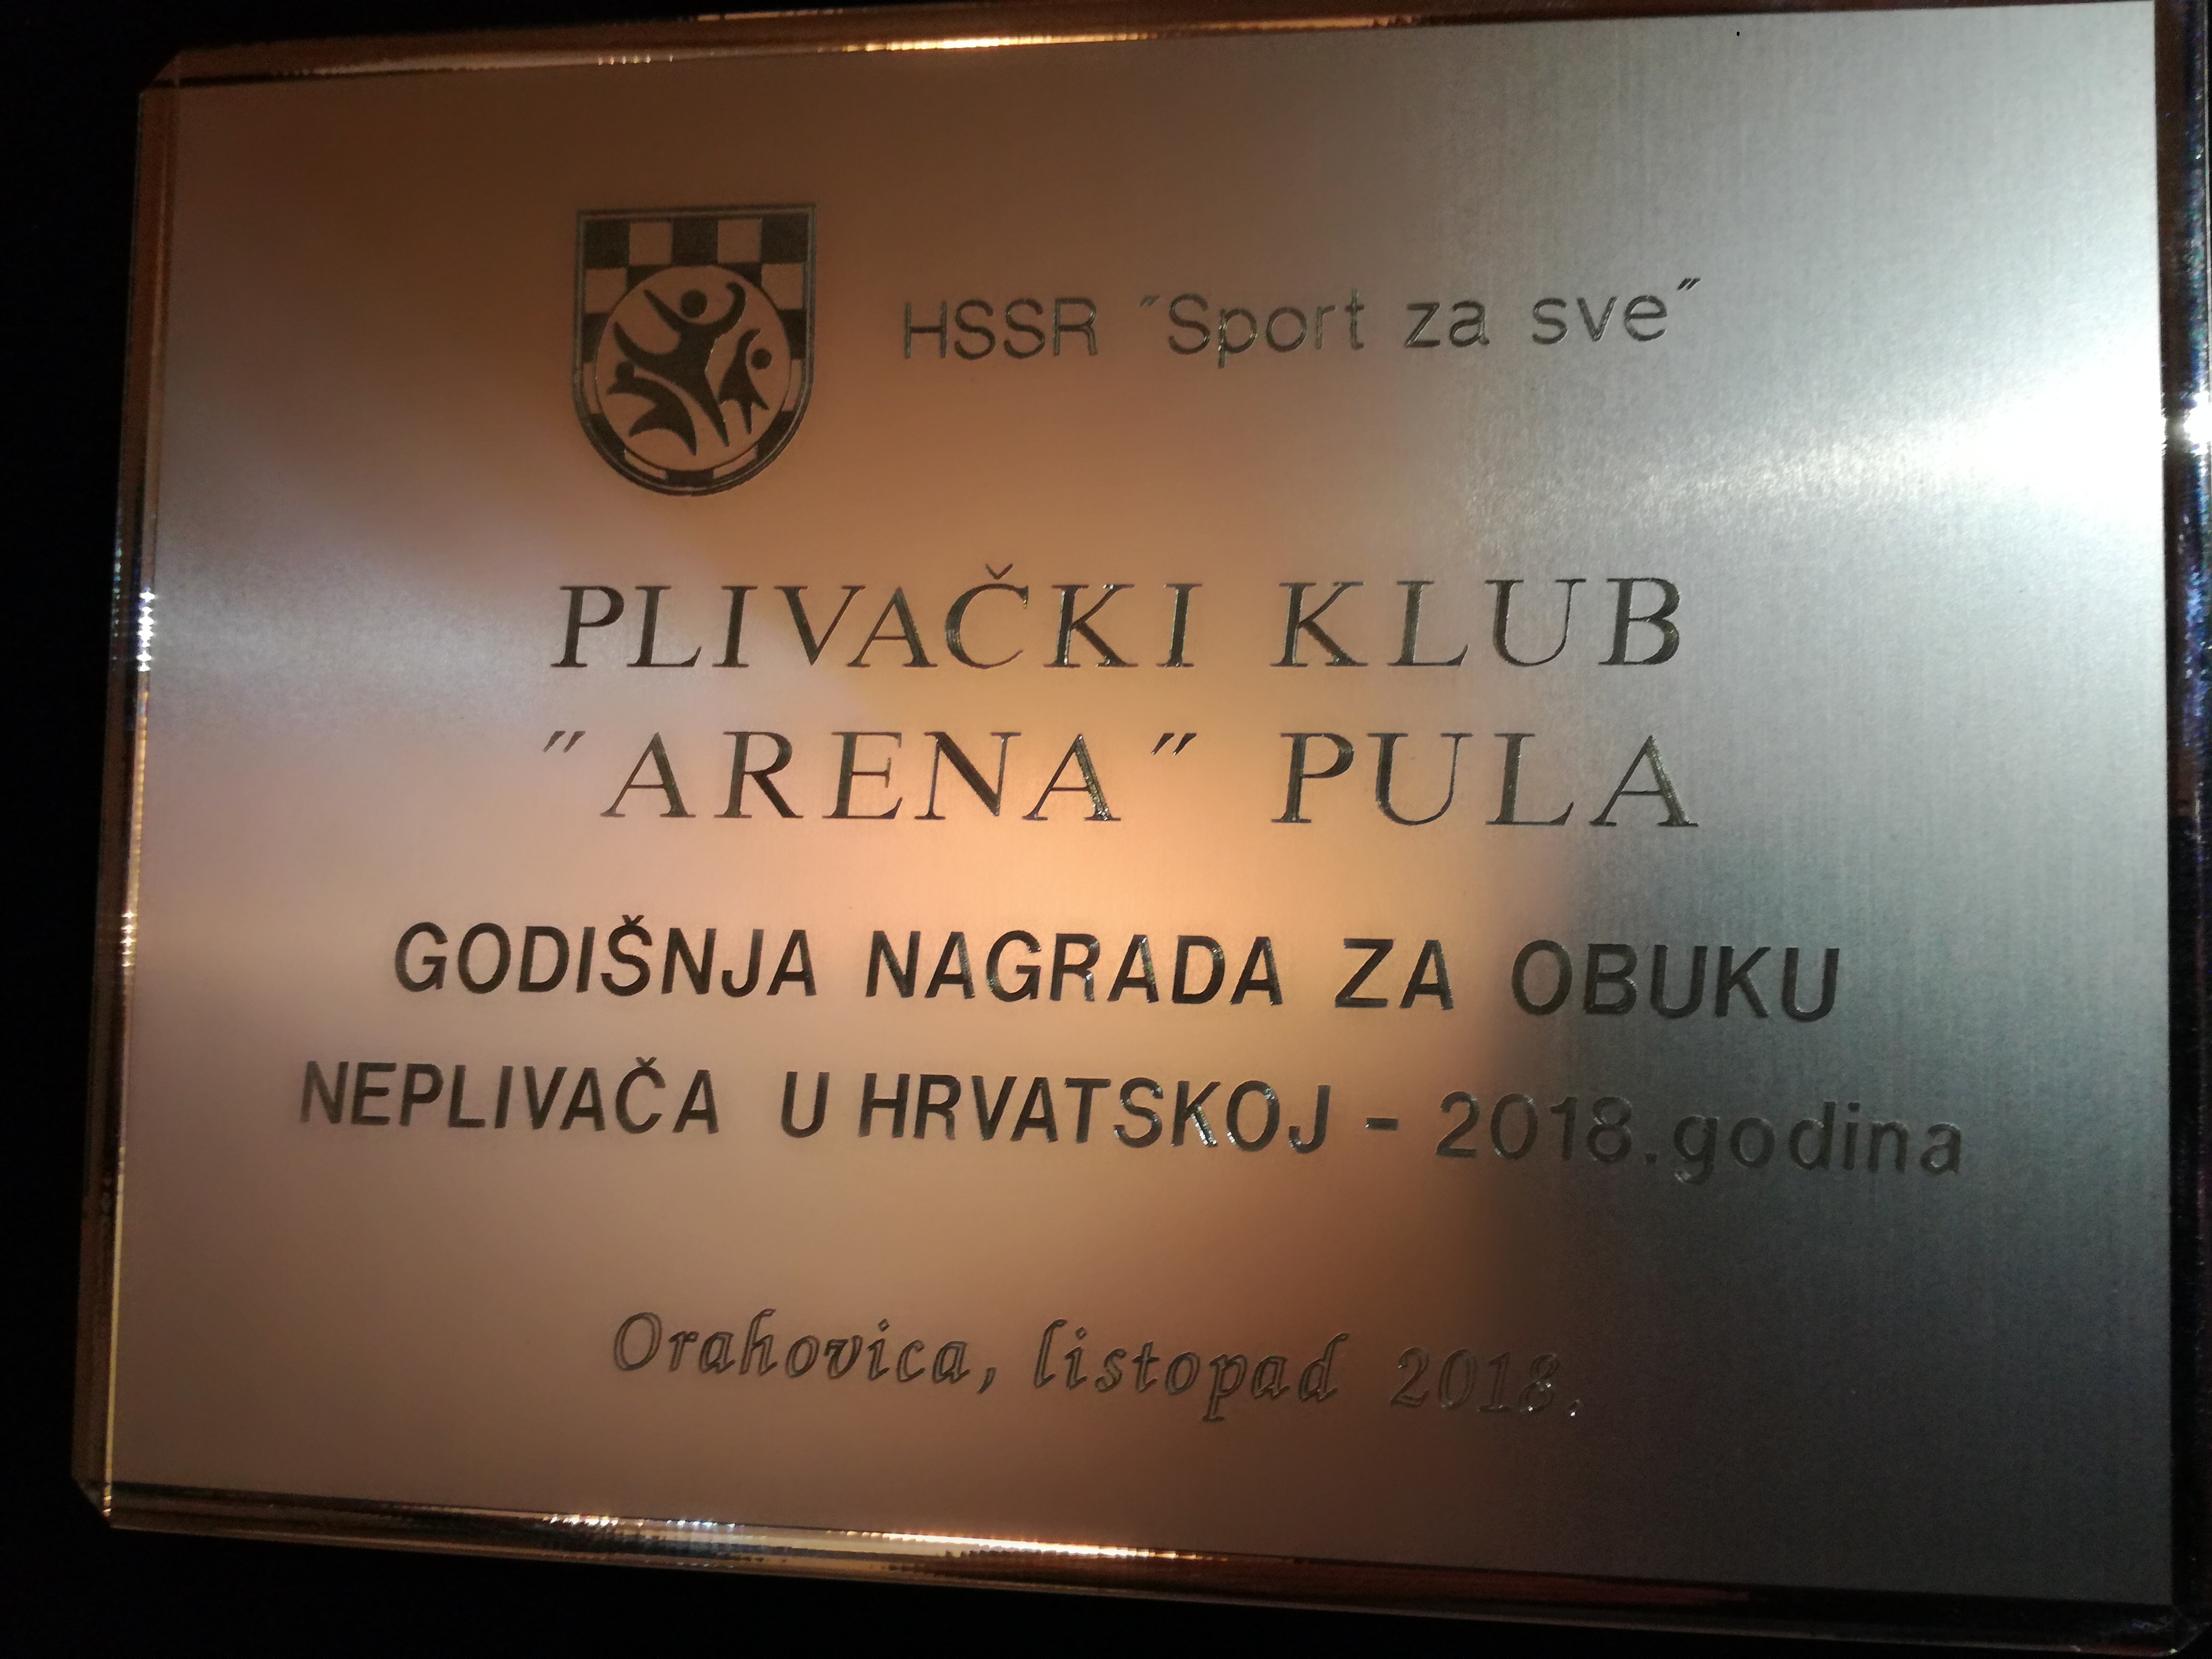 HSSR "Sport za sve"
PLIVAČKI KLUB
"ARENA" PULA
GODIŠNJA NAGRADA ZA OBUKU
NEPLIVAČA U HRVATSKOJ - 2018.godina
Orahovica, listopad 2018.